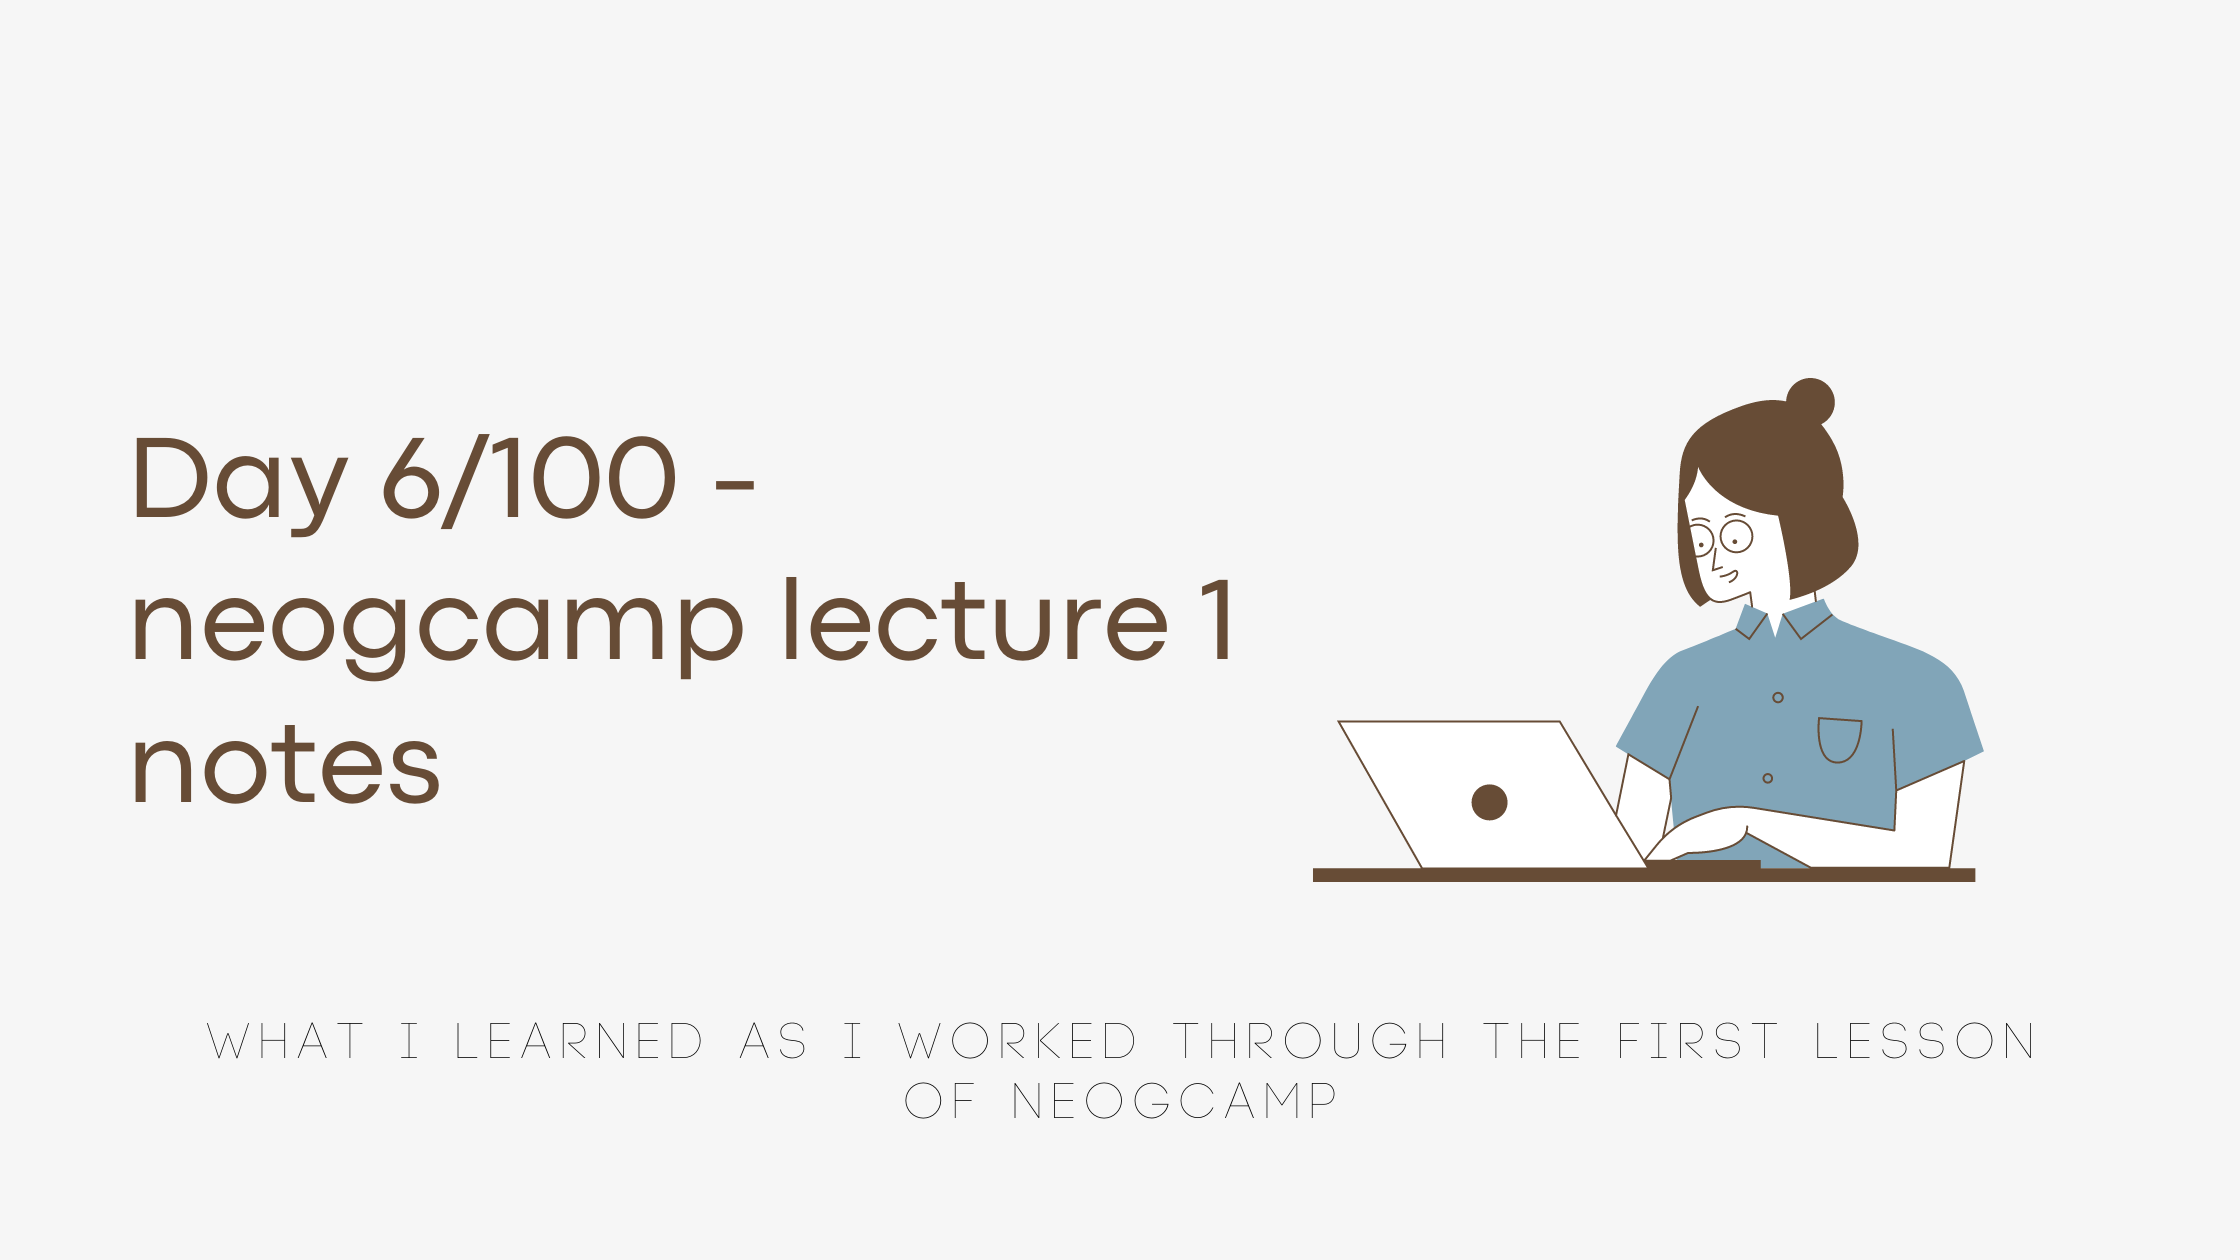 Day 6/100 -
neogcamp lecture 1
notes
WHAT I LEARNED AS I WORKED THROUGH THE FIRST LESSON
OF NEOGCAMP